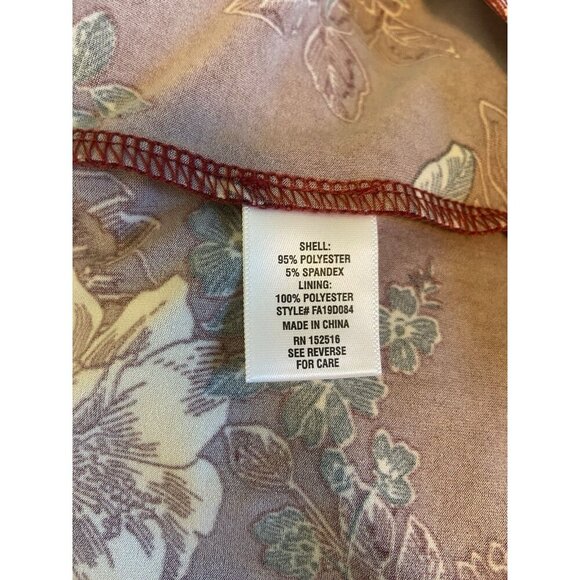 SHELL:
95% POLYESTER
5% SPANDEX
LINING:
100% POLYESTER
STYLE# FA19D084
MADE IN CHINA
RN 152516
SEE REVERSE
FOR CARE